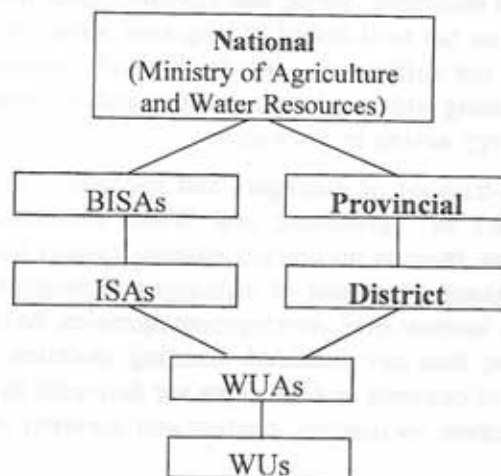 National
(Ministry of Agriculture
and Water Resources)
BISAs
Provincial
ISAs
District
WUAs
WUs